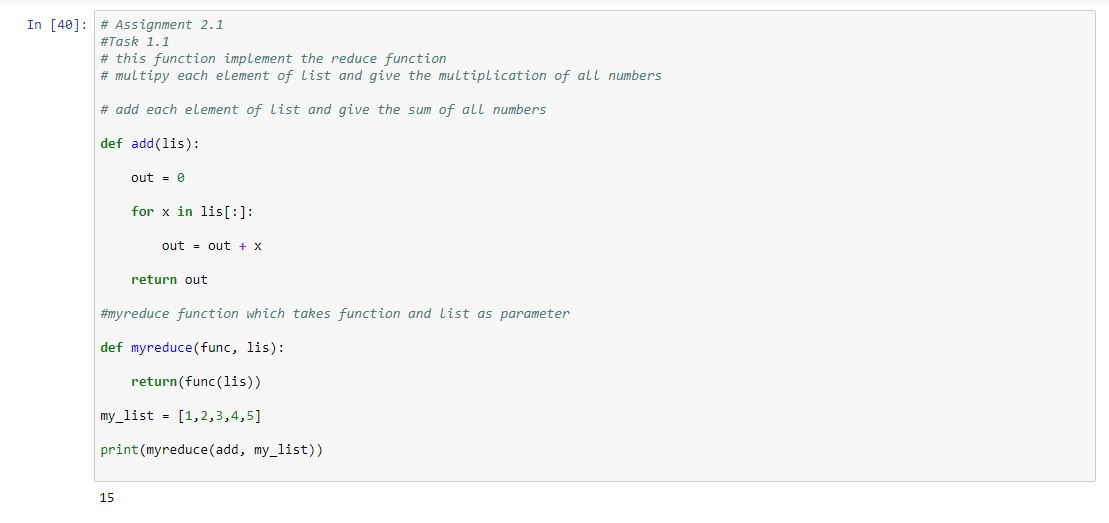 In [40]: # Assignment 2.1
#Task 1.1
# this function implement the reduce function
# multipy each element of list and give the multiplication of all numbers
# add each element of list and give the sum of all numbers
def add(lis):
out = 0
for x in lis[:]:
out = out + x
return out
#myreduce function which takes function and list as parameter
def myreduce(func, lis):
return(func(lis))
my_list = [1,2,3,4,5]
print(myreduce(add, my_list))
15